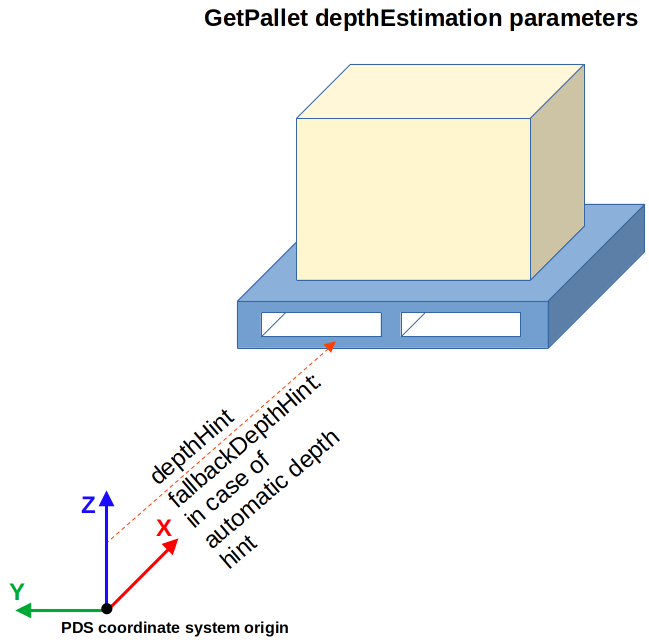 GetPallet depthEstimation parameters
depthHint
fallbackDepthHint:
in case of
automatic depth
hint
Z
X
Y
PDS coordinate system origin